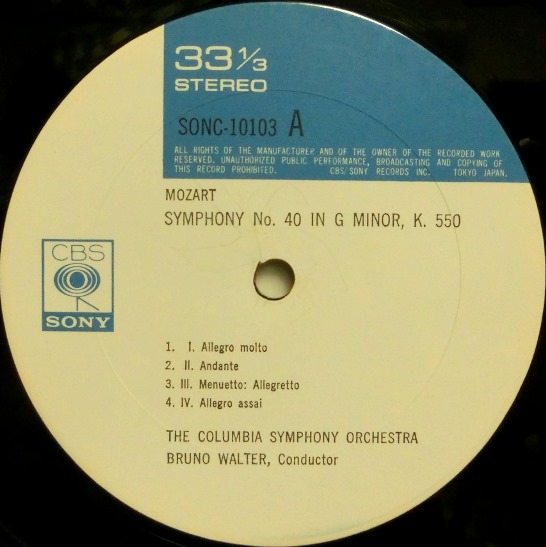 33 1/3
STEREO
SONC-10103 A
ALL RIGHTS OF THE MANUFACTURER AND OF THE OWNER OF THE RECORDED WORK
RESERVED. UNAUTHORIZED PUBLIC PERFORMANCE, BROADCASTING AND COPYING OF
THIS RECORD PROHIBITED. CBS/SONY RECORDS INC. TOKYO JAPAN.
MOZART
SYMPHONY No. 40 IN G MINOR, K. 550
CBS
SONY
1. I. Allegro molto
2. II. Andante
3. III. Menuetto: Allegretto
4. IV. Allegro assai
THE COLUMBIA SYMPHONY ORCHESTRA
BRUNO WALTER, Conductor